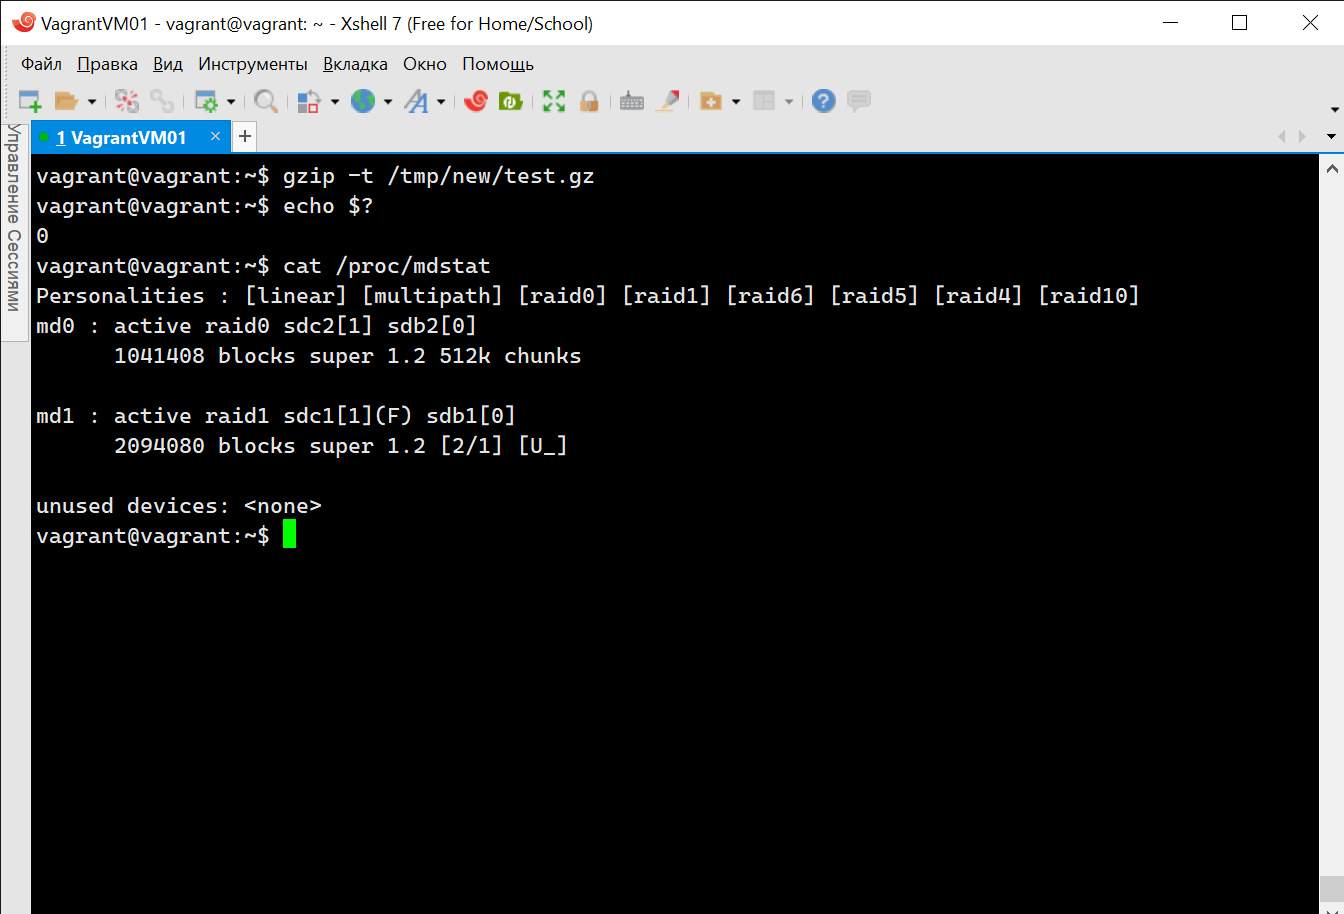 VagrantVM01 - vagrant@vagrant: ~ - Xshell 7 (Free for Home/School)
Файл Правка Вид Инструменты Вкладка Окно Помощь
1 VagrantVM01 × +
Управление Сессиями
vagrant@vagrant:~$ gzip -t /tmp/new/test.gz
vagrant@vagrant:~$ echo $?
0
vagrant@vagrant:~$ cat /proc/mdstat
Personalities : [linear] [multipath] [raid0] [raid1] [raid6] [raid5] [raid4] [raid10]
md0 : active raid0 sdc2[1] sdb2[0]
      1041408 blocks super 1.2 512k chunks

md1 : active raid1 sdc1[1](F) sdb1[0]
      2094080 blocks super 1.2 [2/1] [U_]

unused devices: <none>
vagrant@vagrant:~$